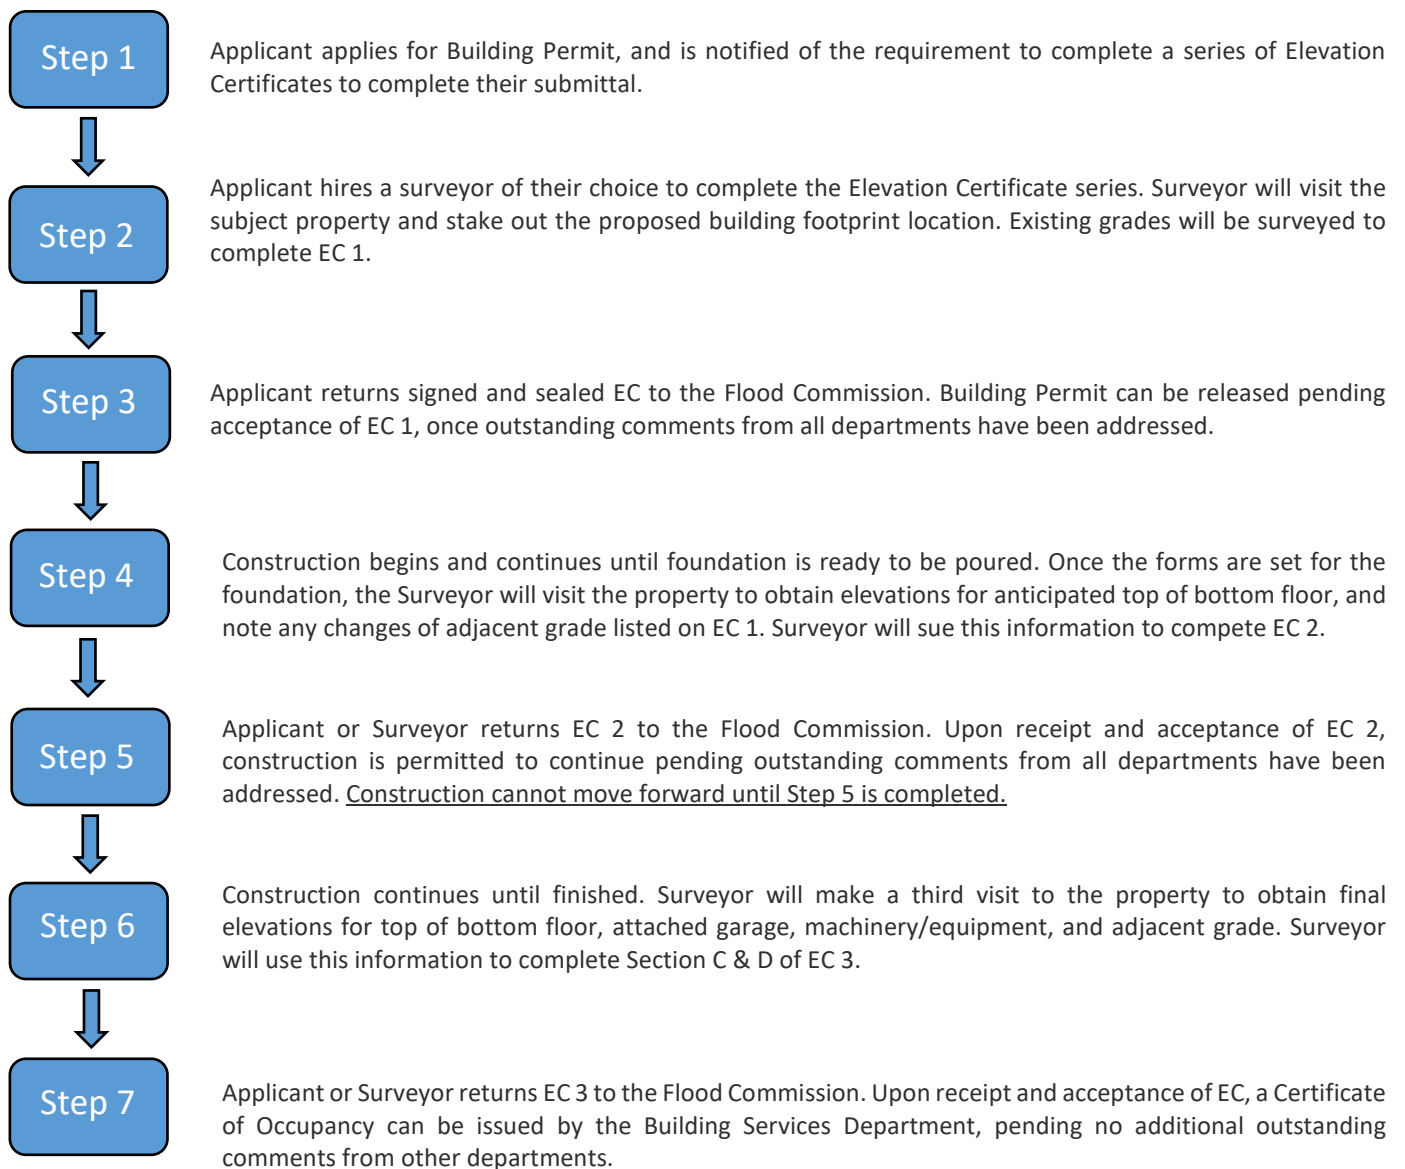 Step 1
Applicant applies for Building Permit, and is notified of the requirement to complete a series of Elevation
Certificates to complete their submittal.
Step 2
Applicant hires a surveyor of their choice to complete the Elevation Certificate series. Surveyor will visit the
subject property and stake out the proposed building footprint location. Existing grades will be surveyed to
complete EC 1.
Step 3
Applicant returns signed and sealed EC to the Flood Commission. Building Permit can be released pending
acceptance of EC 1, once outstanding comments from all departments have been addressed.
Step 4
Construction begins and continues until foundation is ready to be poured. Once the forms are set for the
foundation, the Surveyor will visit the property to obtain elevations for anticipated top of bottom floor, and
note any changes of adjacent grade listed on EC 1. Surveyor will sue this information to compete EC 2.
Step 5
Applicant or Surveyor returns EC 2 to the Flood Commission. Upon receipt and acceptance of EC 2,
construction is permitted to continue pending outstanding comments from all departments have been
addressed. Construction cannot move forward until Step 5 is completed.
Step 6
Construction continues until finished. Surveyor will make a third visit to the property to obtain final
elevations for top of bottom floor, attached garage, machinery/equipment, and adjacent grade. Surveyor
will use this information to complete Section C & D of EC 3.
Step 7
Applicant or Surveyor returns EC 3 to the Flood Commission. Upon receipt and acceptance of EC, a Certificate
of Occupancy can be issued by the Building Services Department, pending no additional outstanding
comments from other departments.